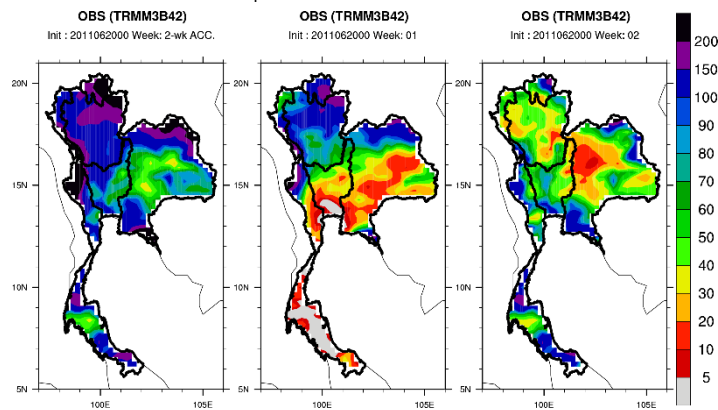 OBS (TRMM3B42)
Init : 2011062000 Week: 2-wk ACC.
OBS (TRMM3B42)
Init : 2011062000 Week: 01
OBS (TRMM3B42)
Init : 2011062000 Week: 02
20N
15N
10N
5N
100E
105E
20N
15N
10N
5N
100E
105E
20N
15N
10N
5N
100E
105E
200
150
100
90
80
70
60
50
40
30
20
10
5